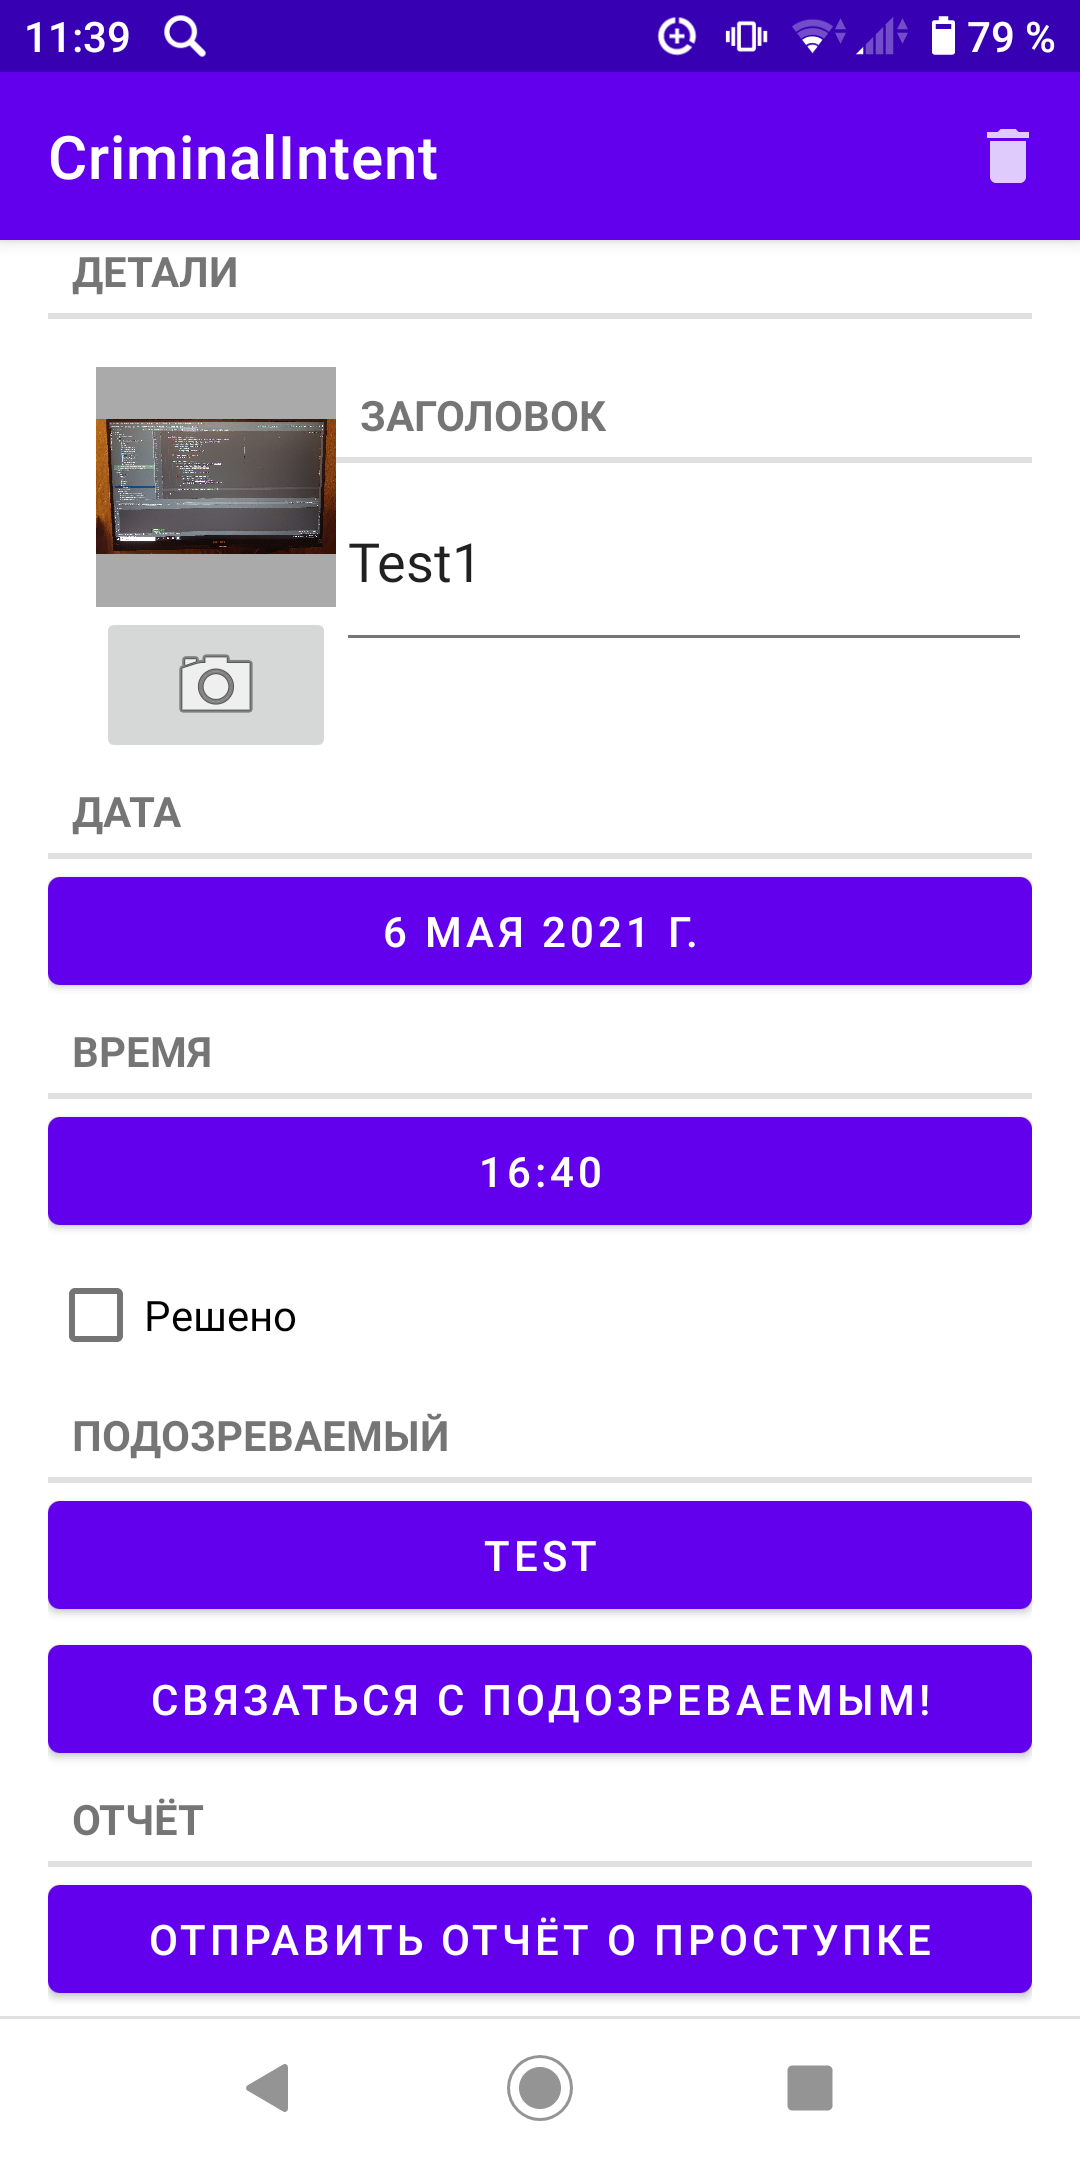 11:39
79 %
CriminalIntent
ДЕТАЛИ
ЗАГОЛОВОК
Test1
ДАТА
6 МАЯ 2021 Г.
ВРЕМЯ
16:40
Решено
ПОДОЗРЕВАЕМЫЙ
TEST
СВЯЗАТЬСЯ С ПОДОЗРЕВАЕМЫМ!
ОТЧЁТ
ОТПРАВИТЬ ОТЧЁТ О ПРОСТУПКЕ